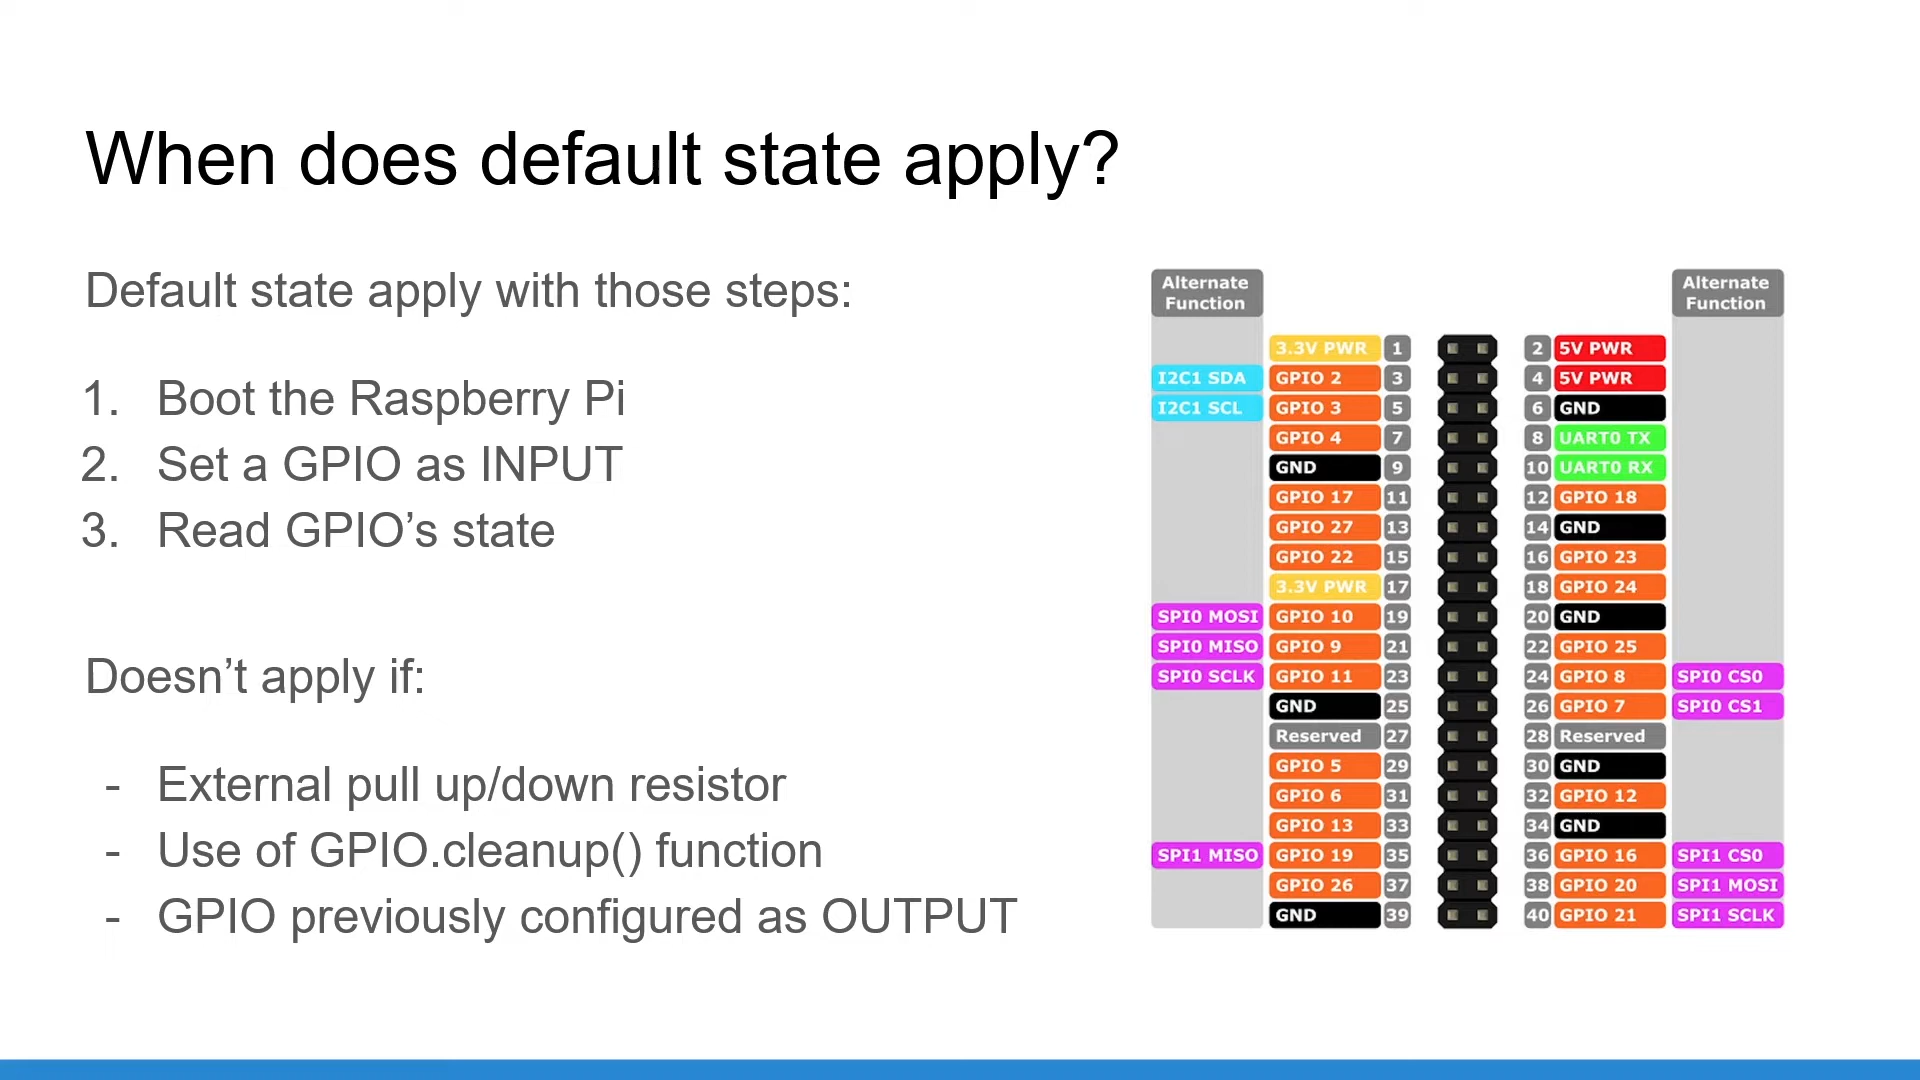 When does default state apply?
Default state apply with those steps:
1. Boot the Raspberry Pi
2. Set a GPIO as INPUT
3. Read GPIO’s state
Doesn’t apply if:
- External pull up/down resistor
- Use of GPIO.cleanup() function
- GPIO previously configured as OUTPUT
Alternate
Function
Alternate
Function
3.3V PWR 1 2 5V PWR
I2C1 SDA GPIO 2 3 4 5V PWR
I2C1 SCL GPIO 3 5 6 GND
GPIO 4 7 8 UART0 TX
GND 9 10 UART0 RX
GPIO 17 11 12 GPIO 18
GPIO 27 13 14 GND
GPIO 22 15 16 GPIO 23
3.3V PWR 17 18 GPIO 24
SPI0 MOSI GPIO 10 19 20 GND
SPI0 MISO GPIO 9 21 22 GPIO 25
SPI0 SCLK GPIO 11 23 24 GPIO 8 SPI0 CS0
GND 25 26 GPIO 7 SPI0 CS1
Reserved 27 28 Reserved
GPIO 5 29 30 GND
GPIO 6 31 32 GPIO 12
GPIO 13 33 34 GND
SPI1 MISO GPIO 19 35 36 GPIO 16 SPI1 CS0
GPIO 26 37 38 GPIO 20 SPI1 MOSI
GND 39 40 GPIO 21 SPI1 SCLK